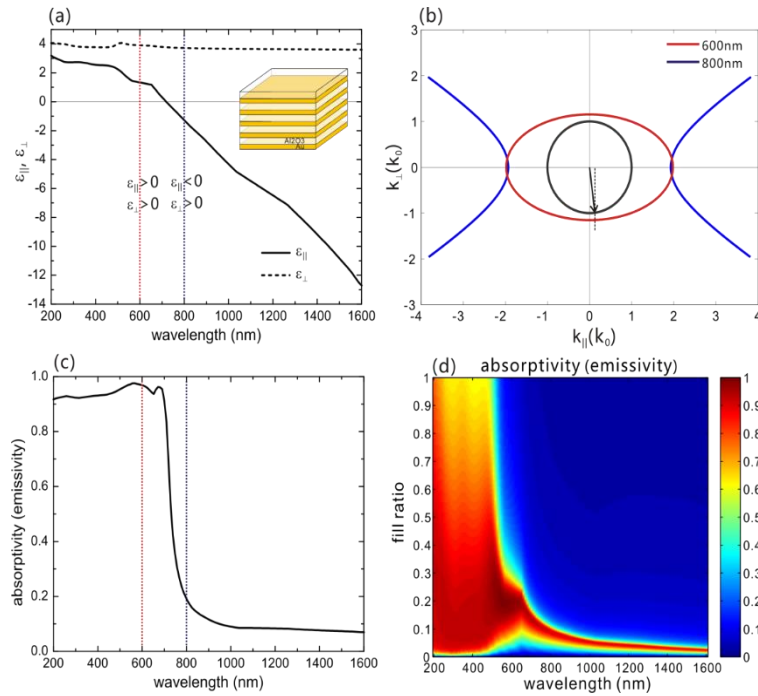 (a)
4
2
0
-2
-4
-6
-8
-10
-12
-14
ε||, ε⊥
ε||>0 ε||<0
ε⊥>0 ε⊥>0
Al2O3
Au
ε||
ε⊥
200 400 600 800 1000 1200 1400 1600
wavelength (nm)
(b)
3
2
1
0
-1
-2
-3
k⊥(k0)
600nm
800nm
-4 -3 -2 -1 0 1 2 3 4
k||(k0)
(c)
1.0
0.8
0.6
0.4
0.2
0.0
absorptivity (emissivity)
200 400 600 800 1000 1200 1400 1600
wavelength (nm)
(d) absorptivity (emissivity)
1
0.9
0.8
0.7
0.6
0.5
0.4
0.3
0.2
0.1
0
fill ratio
200 400 600 800 1000 1200 1400 1600
wavelength (nm)
1
0.9
0.8
0.7
0.6
0.5
0.4
0.3
0.2
0.1
0